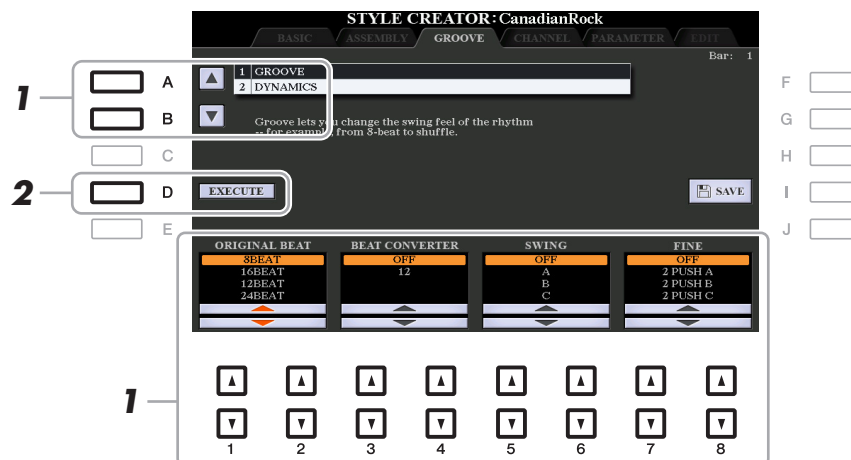 STYLE CREATOR:CanadianRock
BASIC ASSEMBLY GROOVE CHANNEL PARAMETER EDIT
Bar: 1
1 GROOVE
2 DYNAMICS
Groove lets you change the swing feel of the rhythm
-- for example, from 8-beat to shuffle.
EXECUTE
SAVE
1
2
A
B
C
D
E
F
G
H
I
J
ORIGINAL BEAT BEAT CONVERTER SWING FINE
8BEAT OFF OFF OFF
16BEAT 12 A 2 PUSH A
12BEAT B 2 PUSH B
24BEAT C 2 PUSH C
1
1 2 3 4 5 6 7 8